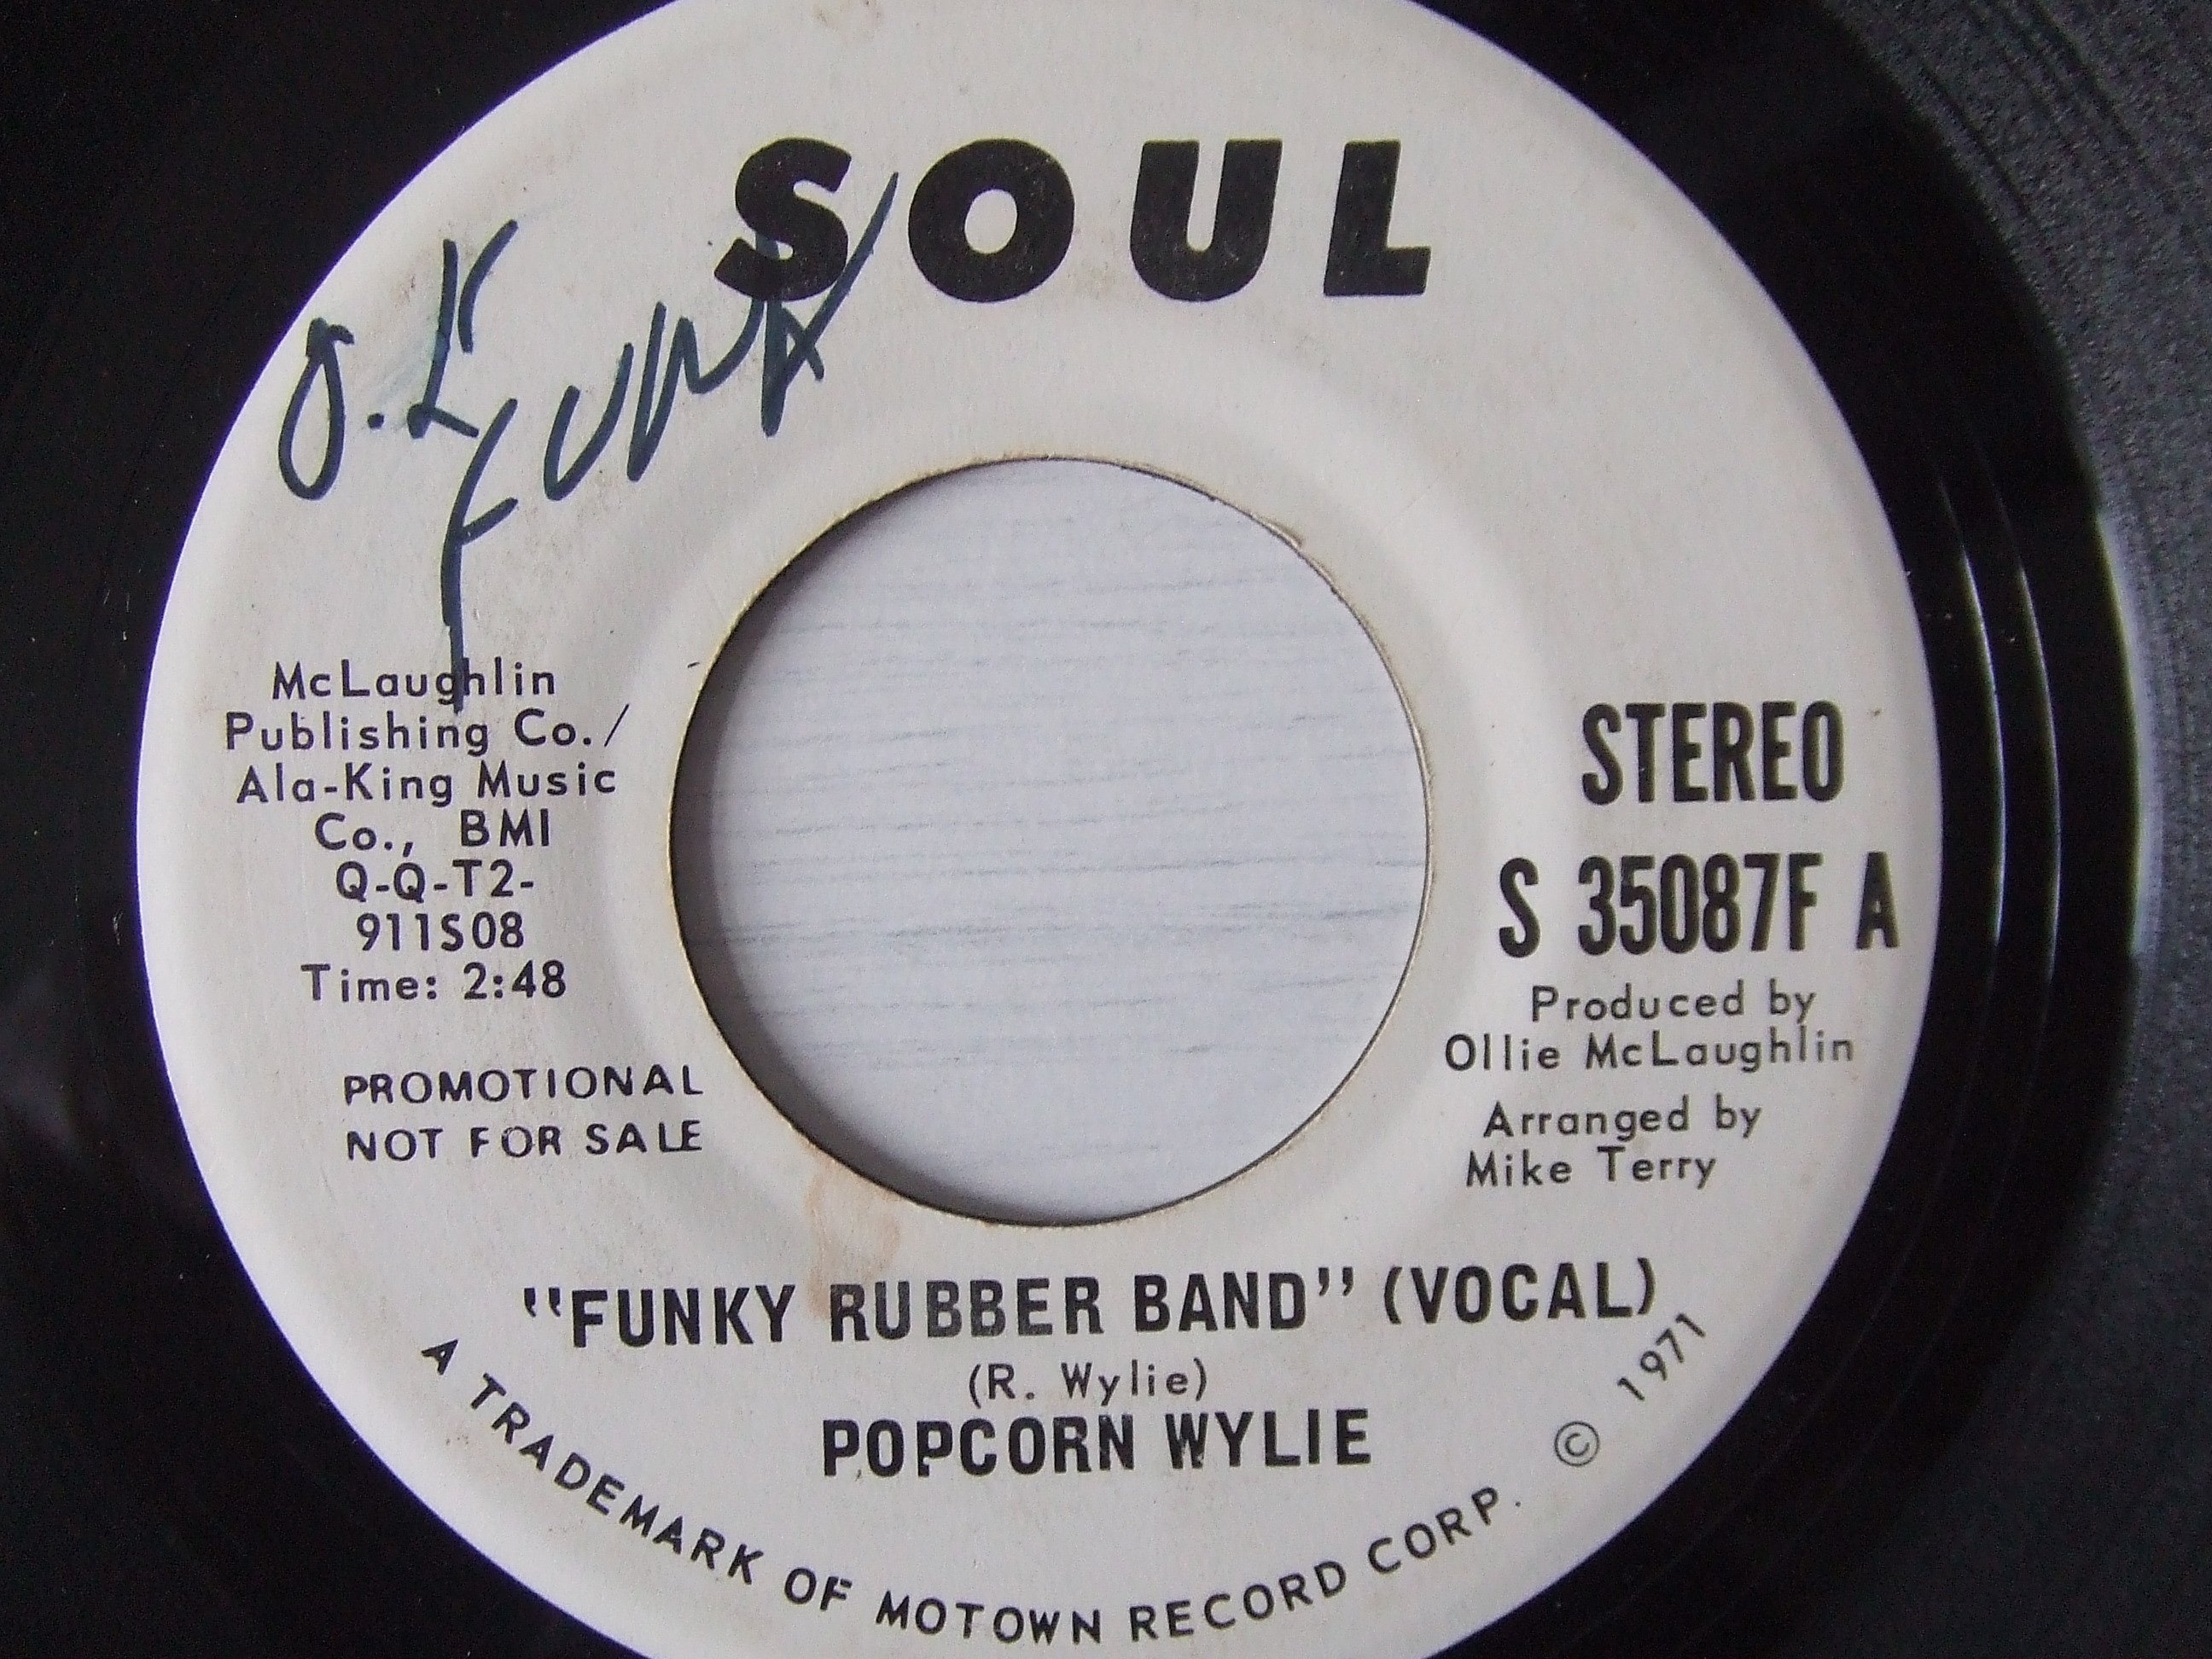 SOUL
O.K
FUNK
McLaughlin
Publishing Co./
Ala-King Music
Co., BMI
Q-Q-T2-
911S08
Time: 2:48
PROMOTIONAL
NOT FOR SALE
STEREO
S 35087F A
Produced by
Ollie McLaughlin
Arranged by
Mike Terry
"FUNKY RUBBER BAND" (VOCAL)
(R. Wylie)
POPCORN WYLIE
A TRADEMARK OF MOTOWN RECORD CORP. © 1971